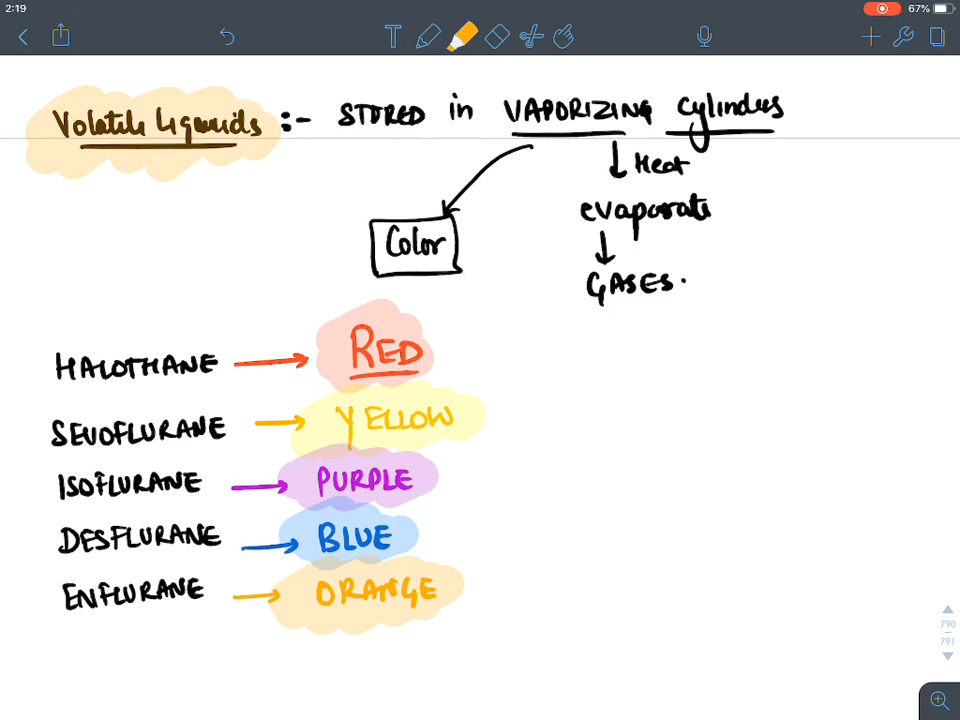 2:19
67%
T
Volatile Liquids :- STORED in VAPORIZING cylinders
Heat
evaporate
Color
GASES.
HALOTHANE → RED
SEVOFLURANE → YELLOW
ISOFLURANE → PURPLE
DESFLURANE → BLUE
ENFLURANE → ORANGE
790
791